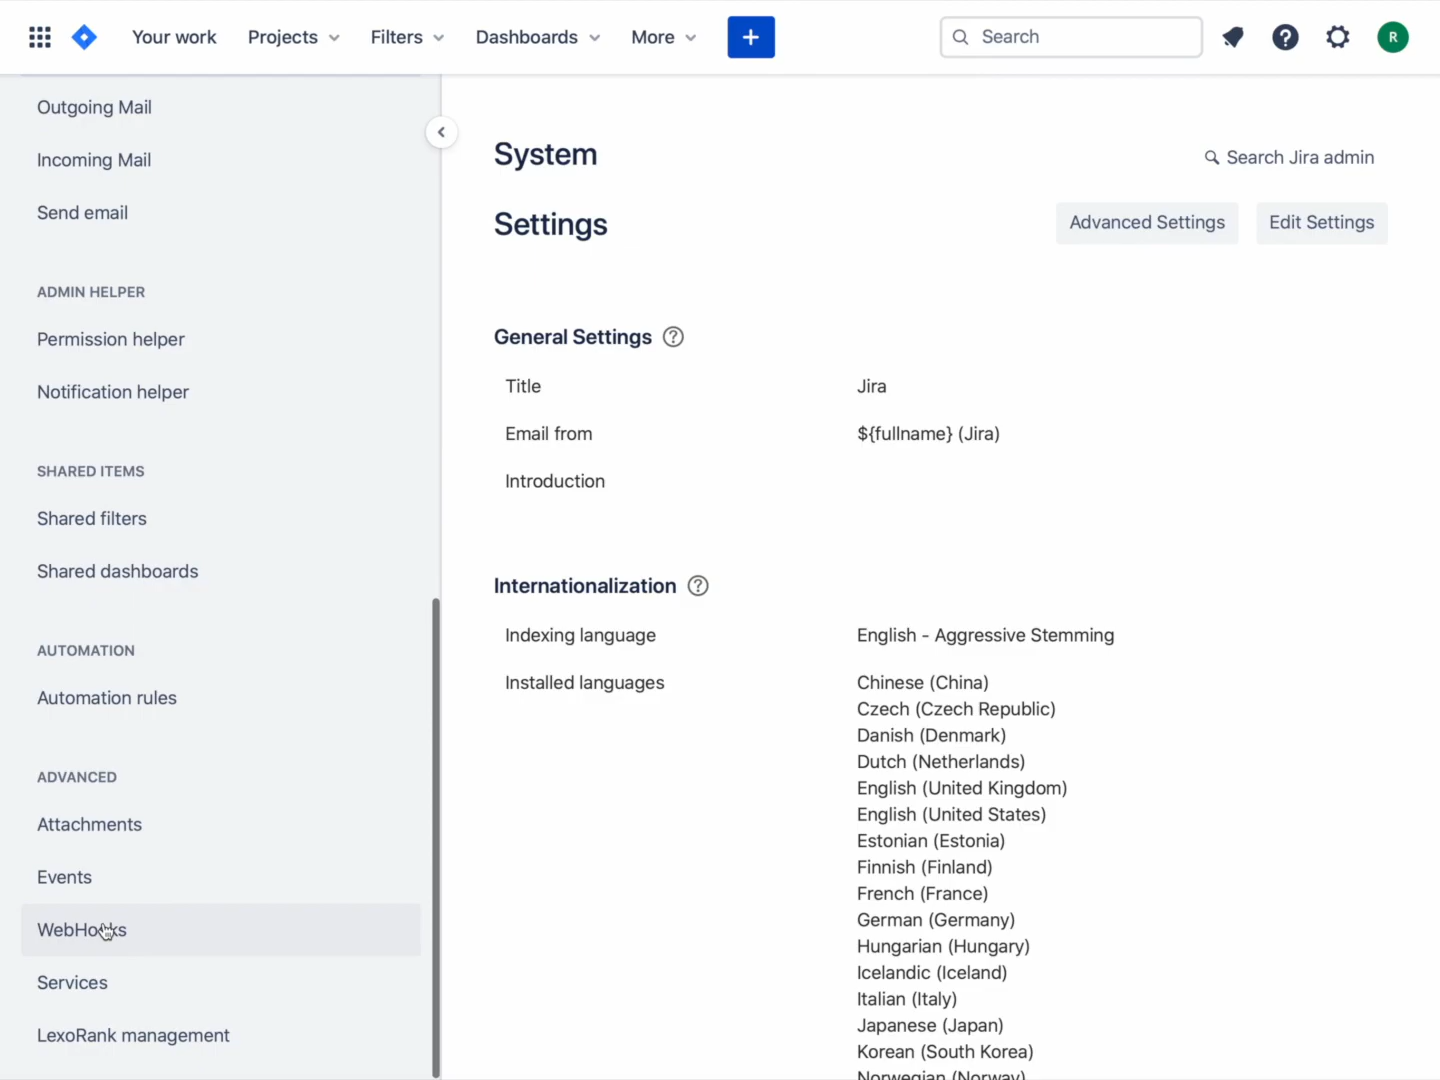 Your work
Projects
Filters
Dashboards
More
+
Search
R
Outgoing Mail
Incoming Mail
Send email
ADMIN HELPER
Permission helper
Notification helper
SHARED ITEMS
Shared filters
Shared dashboards
AUTOMATION
Automation rules
ADVANCED
Attachments
Events
WebHooks
Services
LexoRank management
System
Search Jira admin
Settings
Advanced Settings
Edit Settings
General Settings
Title Jira
Email from ${fullname} (Jira)
Introduction
Internationalization
Indexing language English - Aggressive Stemming
Installed languages Chinese (China)
Czech (Czech Republic)
Danish (Denmark)
Dutch (Netherlands)
English (United Kingdom)
English (United States)
Estonian (Estonia)
Finnish (Finland)
French (France)
German (Germany)
Hungarian (Hungary)
Icelandic (Iceland)
Italian (Italy)
Japanese (Japan)
Korean (South Korea)
Norwegian (Norway)